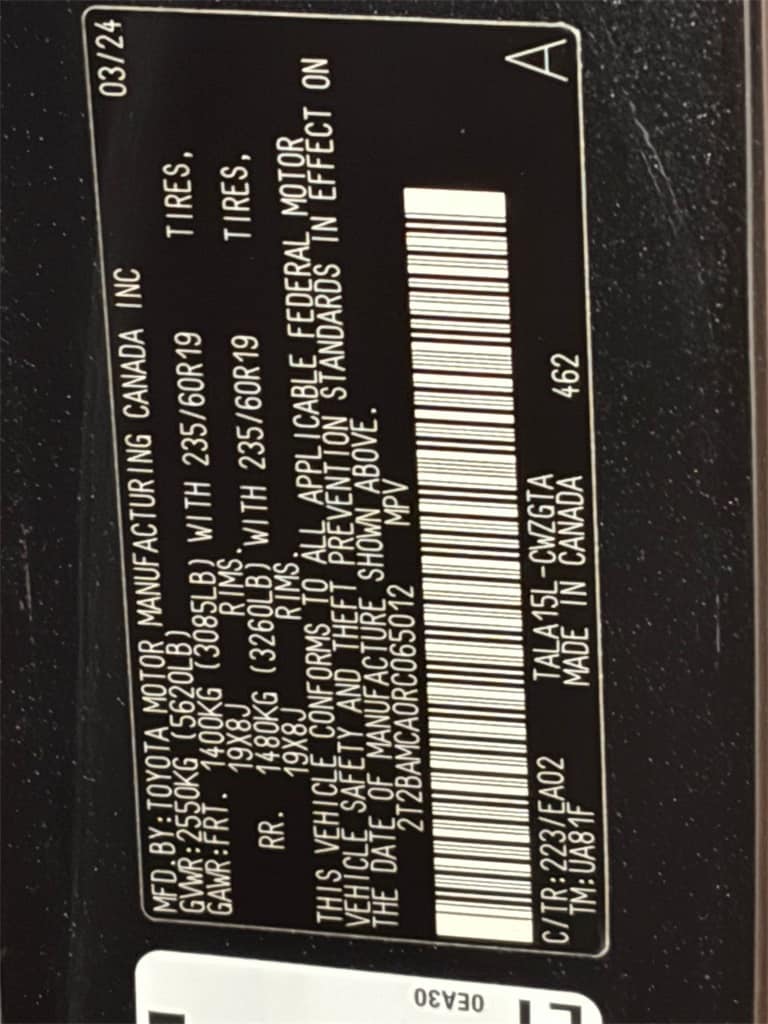 MFD.BY:TOYOTA MOTOR MANUFACTURING CANADA INC 03/24
GVWR:2550KG (5620LB)
GAWR:FRT. 1400KG (3085LB) WITH 235/60R19 TIRES,
19X8J RIMS.
RR. 1480KG (3260LB) WITH 235/60R19 TIRES,
19X8J RIMS.
THIS VEHICLE CONFORMS TO ALL APPLICABLE FEDERAL MOTOR
VEHICLE SAFETY AND THEFT PREVENTION STANDARDS IN EFFECT ON
THE DATE OF MANUFACTURE SHOWN ABOVE.
2T2BAMCA0RC065012 MPV
C/TR:223/EA02 TALA15L-CWZGTA
TM:UA81F MADE IN CANADA 462 A
0EA30